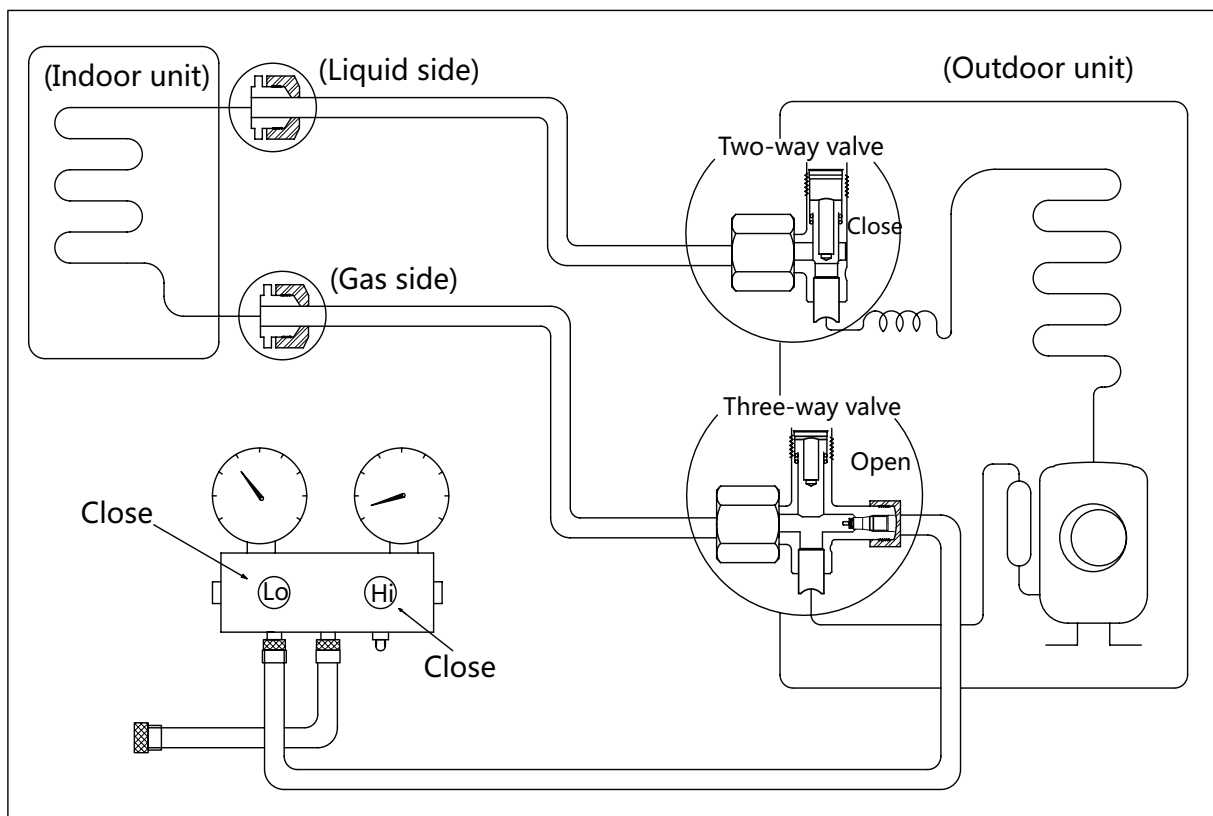 (Indoor unit)
(Liquid side)
(Outdoor unit)
Two-way valve
Close
(Gas side)
Three-way valve
Open
Close
Lo
Hi
Close